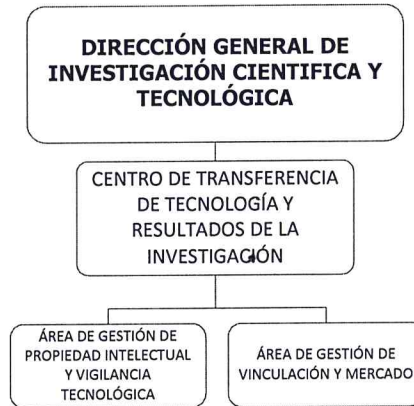 DIRECCIÓN GENERAL DE
INVESTIGACIÓN CIENTIFICA Y
TECNOLÓGICA
CENTRO DE TRANSFERENCIA
DE TECNOLOGÍA Y
RESULTADOS DE LA
INVESTIGACIÓN
ÁREA DE GESTIÓN DE
PROPIEDAD INTELECTUAL
Y VIGILANCIA
TECNOLÓGICA
ÁREA DE GESTIÓN DE
VINCULACIÓN Y MERCADO